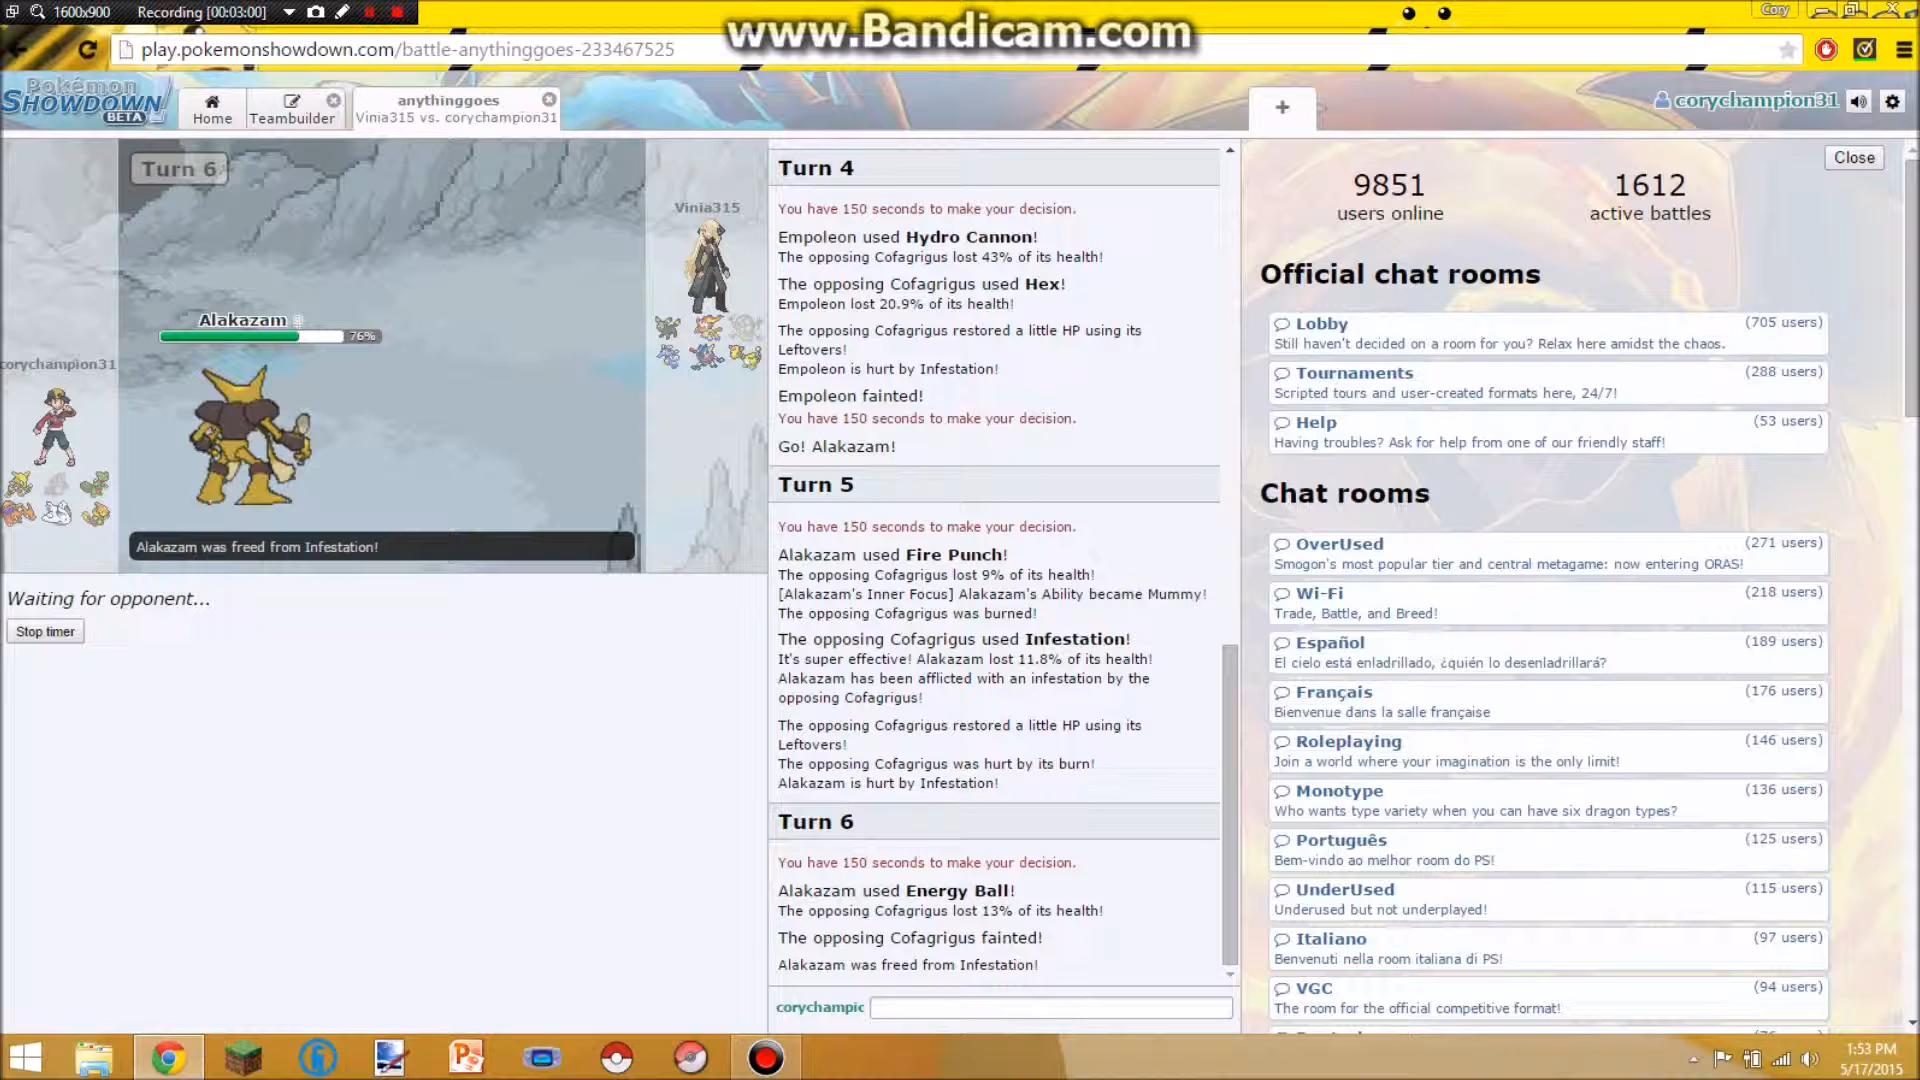 1600x900 Recording [00:03:00]
www.Bandicam.com
Cory
play.pokemonshowdown.com/battle-anythinggoes-233467525
Pokémon
SHOWDOWN!
BETA
Home
Teambuilder
anythinggoes
Vinia315 vs. corychampion31
+
corychampion31
Turn 6
Vinia315
Alakazam
76%
corychampion31
Alakazam was freed from Infestation!
Waiting for opponent...
Stop timer
Turn 4
You have 150 seconds to make your decision.
Empoleon used Hydro Cannon!
The opposing Cofagrigus lost 43% of its health!
The opposing Cofagrigus used Hex!
Empoleon lost 20.9% of its health!
The opposing Cofagrigus restored a little HP using its
Leftovers!
Empoleon is hurt by Infestation!
Empoleon fainted!
You have 150 seconds to make your decision.
Go! Alakazam!
Turn 5
You have 150 seconds to make your decision.
Alakazam used Fire Punch!
The opposing Cofagrigus lost 9% of its health!
[Alakazam's Inner Focus] Alakazam's Ability became Mummy!
The opposing Cofagrigus was burned!
The opposing Cofagrigus used Infestation!
It's super effective! Alakazam lost 11.8% of its health!
Alakazam has been afflicted with an infestation by the
opposing Cofagrigus!
The opposing Cofagrigus restored a little HP using its
Leftovers!
The opposing Cofagrigus was hurt by its burn!
Alakazam is hurt by Infestation!
Turn 6
You have 150 seconds to make your decision.
Alakazam used Energy Ball!
The opposing Cofagrigus lost 13% of its health!
The opposing Cofagrigus fainted!
Alakazam was freed from Infestation!
corychampic
Close
9851 1612
users online active battles
Official chat rooms
Lobby (705 users)
Still haven't decided on a room for you? Relax here amidst the chaos.
Tournaments (288 users)
Scripted tours and user-created formats here, 24/7!
Help (53 users)
Having troubles? Ask for help from one of our friendly staff!
Chat rooms
OverUsed (271 users)
Smogon's most popular tier and central metagame: now entering ORAS!
Wi-Fi (218 users)
Trade, Battle, and Breed!
Español (189 users)
El cielo está enladrillado, ¿quién lo desenladrillará?
Français (176 users)
Bienvenue dans la salle française
Roleplaying (146 users)
Join a world where your imagination is the only limit!
Monotype (136 users)
Who wants type variety when you can have six dragon types?
Português (125 users)
Bem-vindo ao melhor room do PS!
UnderUsed (115 users)
Underused but not underplayed!
Italiano (97 users)
Benvenuti nella room italiana di PS!
VGC (94 users)
The room for the official competitive format!
1:53 PM
5/17/2015